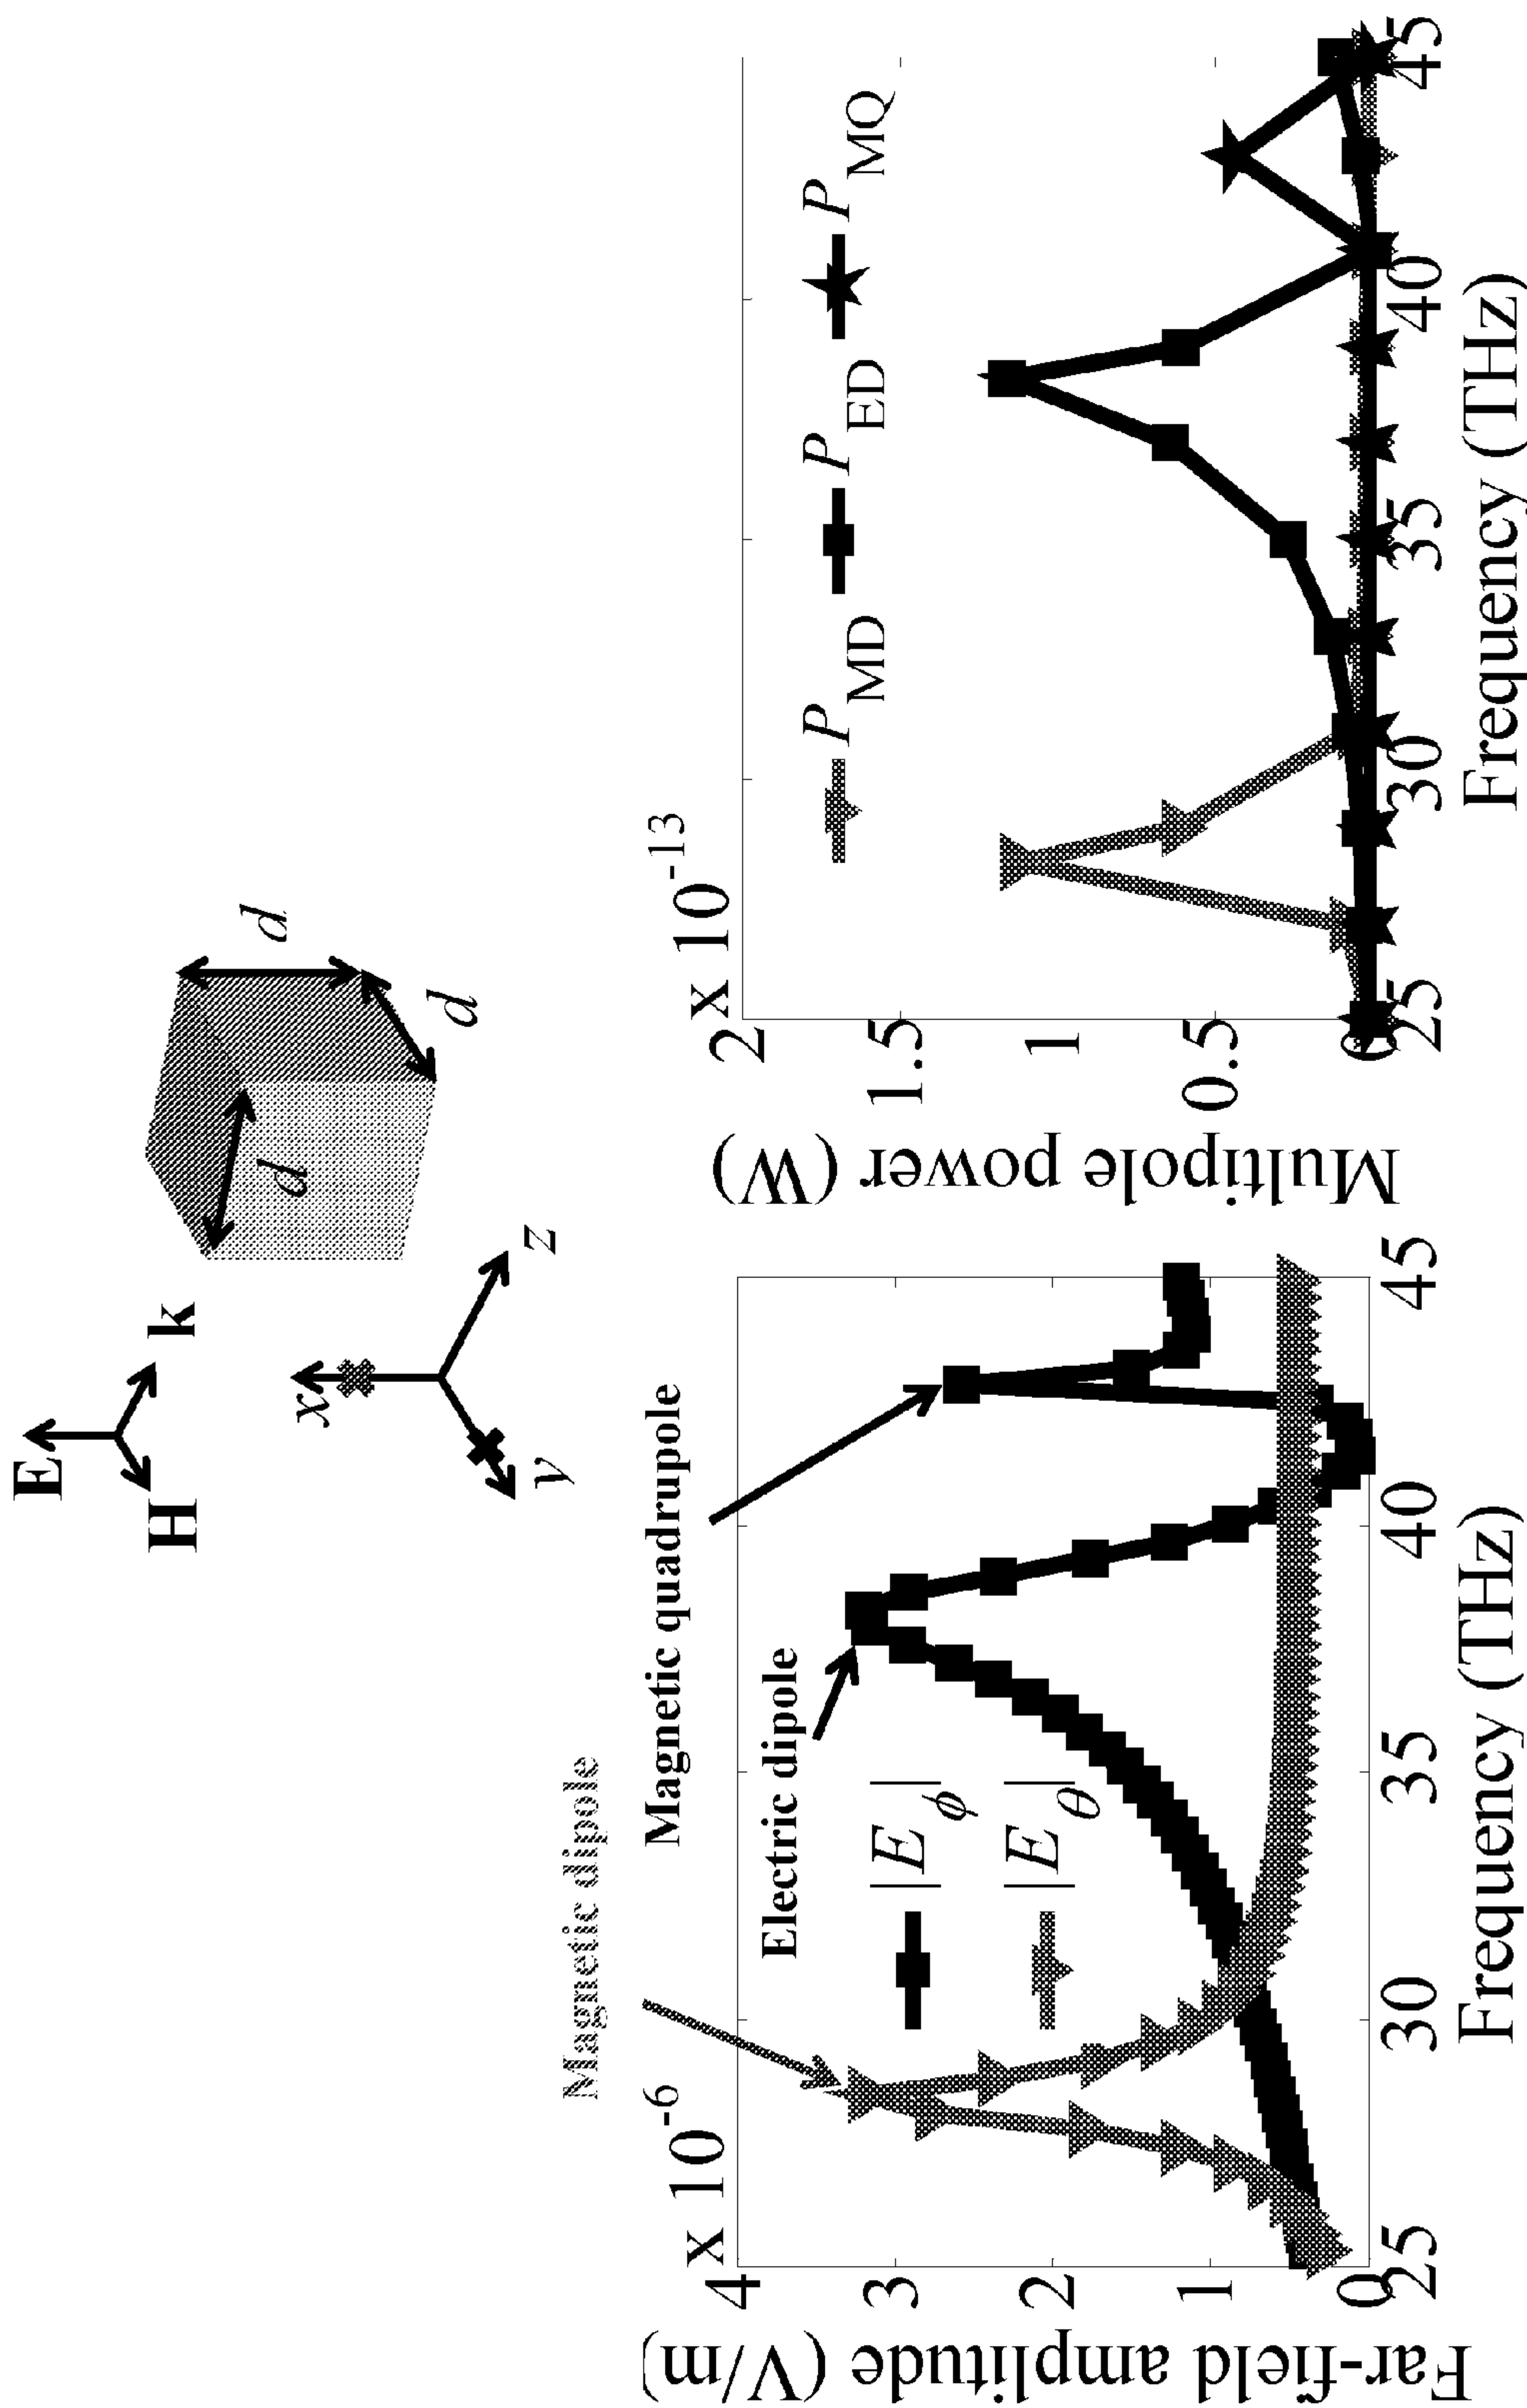 E
H
k
x
y
z
d
d
d
Magnetic dipole
Magnetic quadrupole
Electric dipole
|E_ϕ|
|E_θ|
x 10^-6
4
3
2
1
0
25
30
35
40
45
Far-field amplitude (V/m)
Frequency (THz)
x 10^-13
P_MD
P_ED
P_MQ
2
1.5
1
0.5
0
25
30
35
40
45
Multipole power (W)
Frequency (THz)